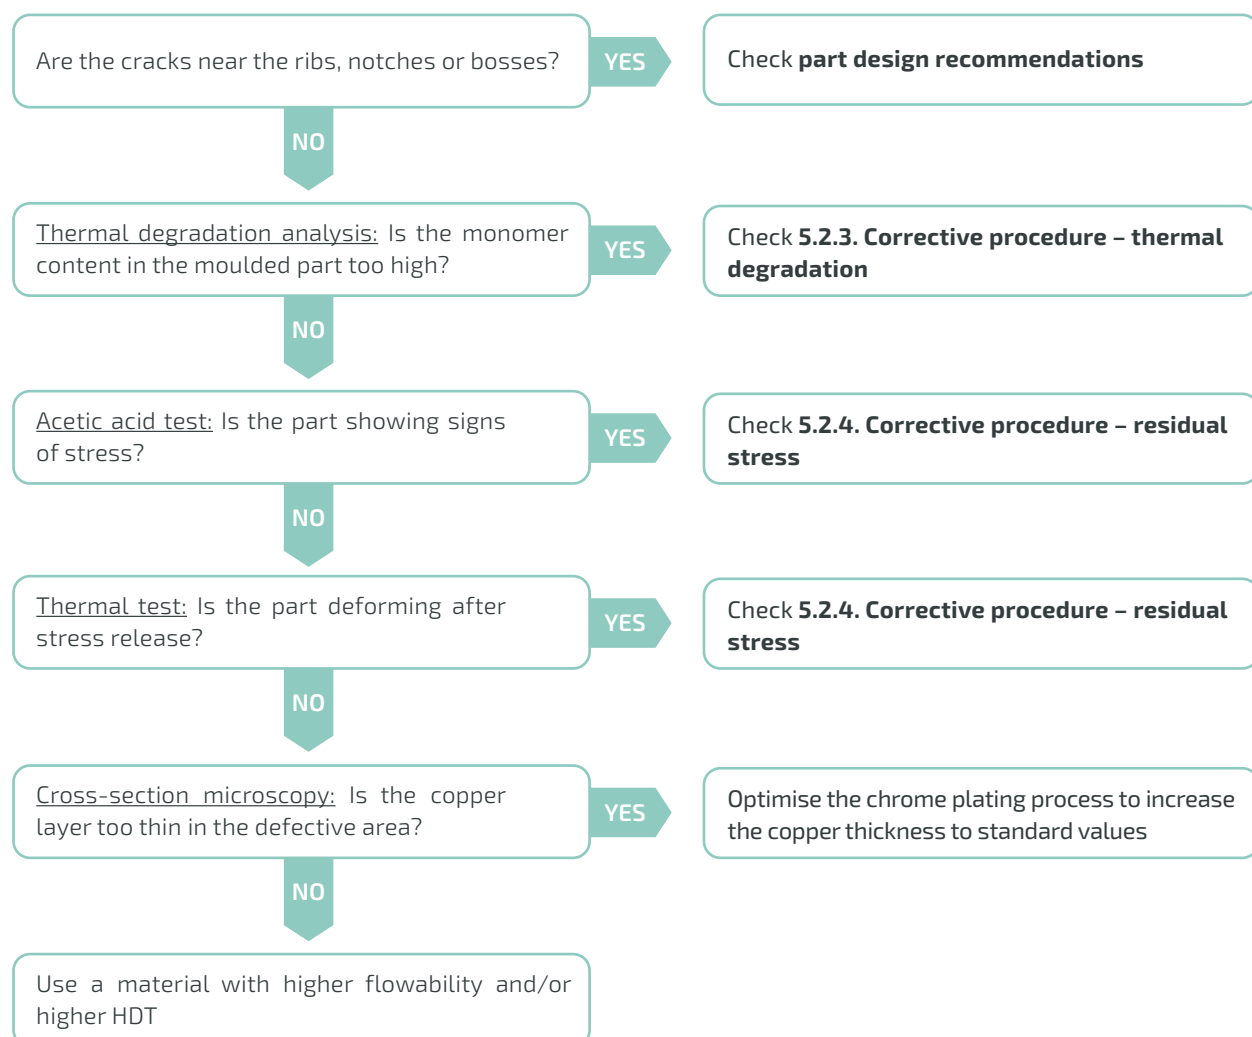 Are the cracks near the ribs, notches or bosses?
YES
Check part design recommendations
NO
Thermal degradation analysis: Is the monomer
content in the moulded part too high?
YES
Check 5.2.3. Corrective procedure – thermal
degradation
NO
Acetic acid test: Is the part showing signs
of stress?
YES
Check 5.2.4. Corrective procedure – residual
stress
NO
Thermal test: Is the part deforming after
stress release?
YES
Check 5.2.4. Corrective procedure – residual
stress
NO
Cross-section microscopy: Is the copper
layer too thin in the defective area?
YES
Optimise the chrome plating process to increase
the copper thickness to standard values
NO
Use a material with higher flowability and/or
higher HDT